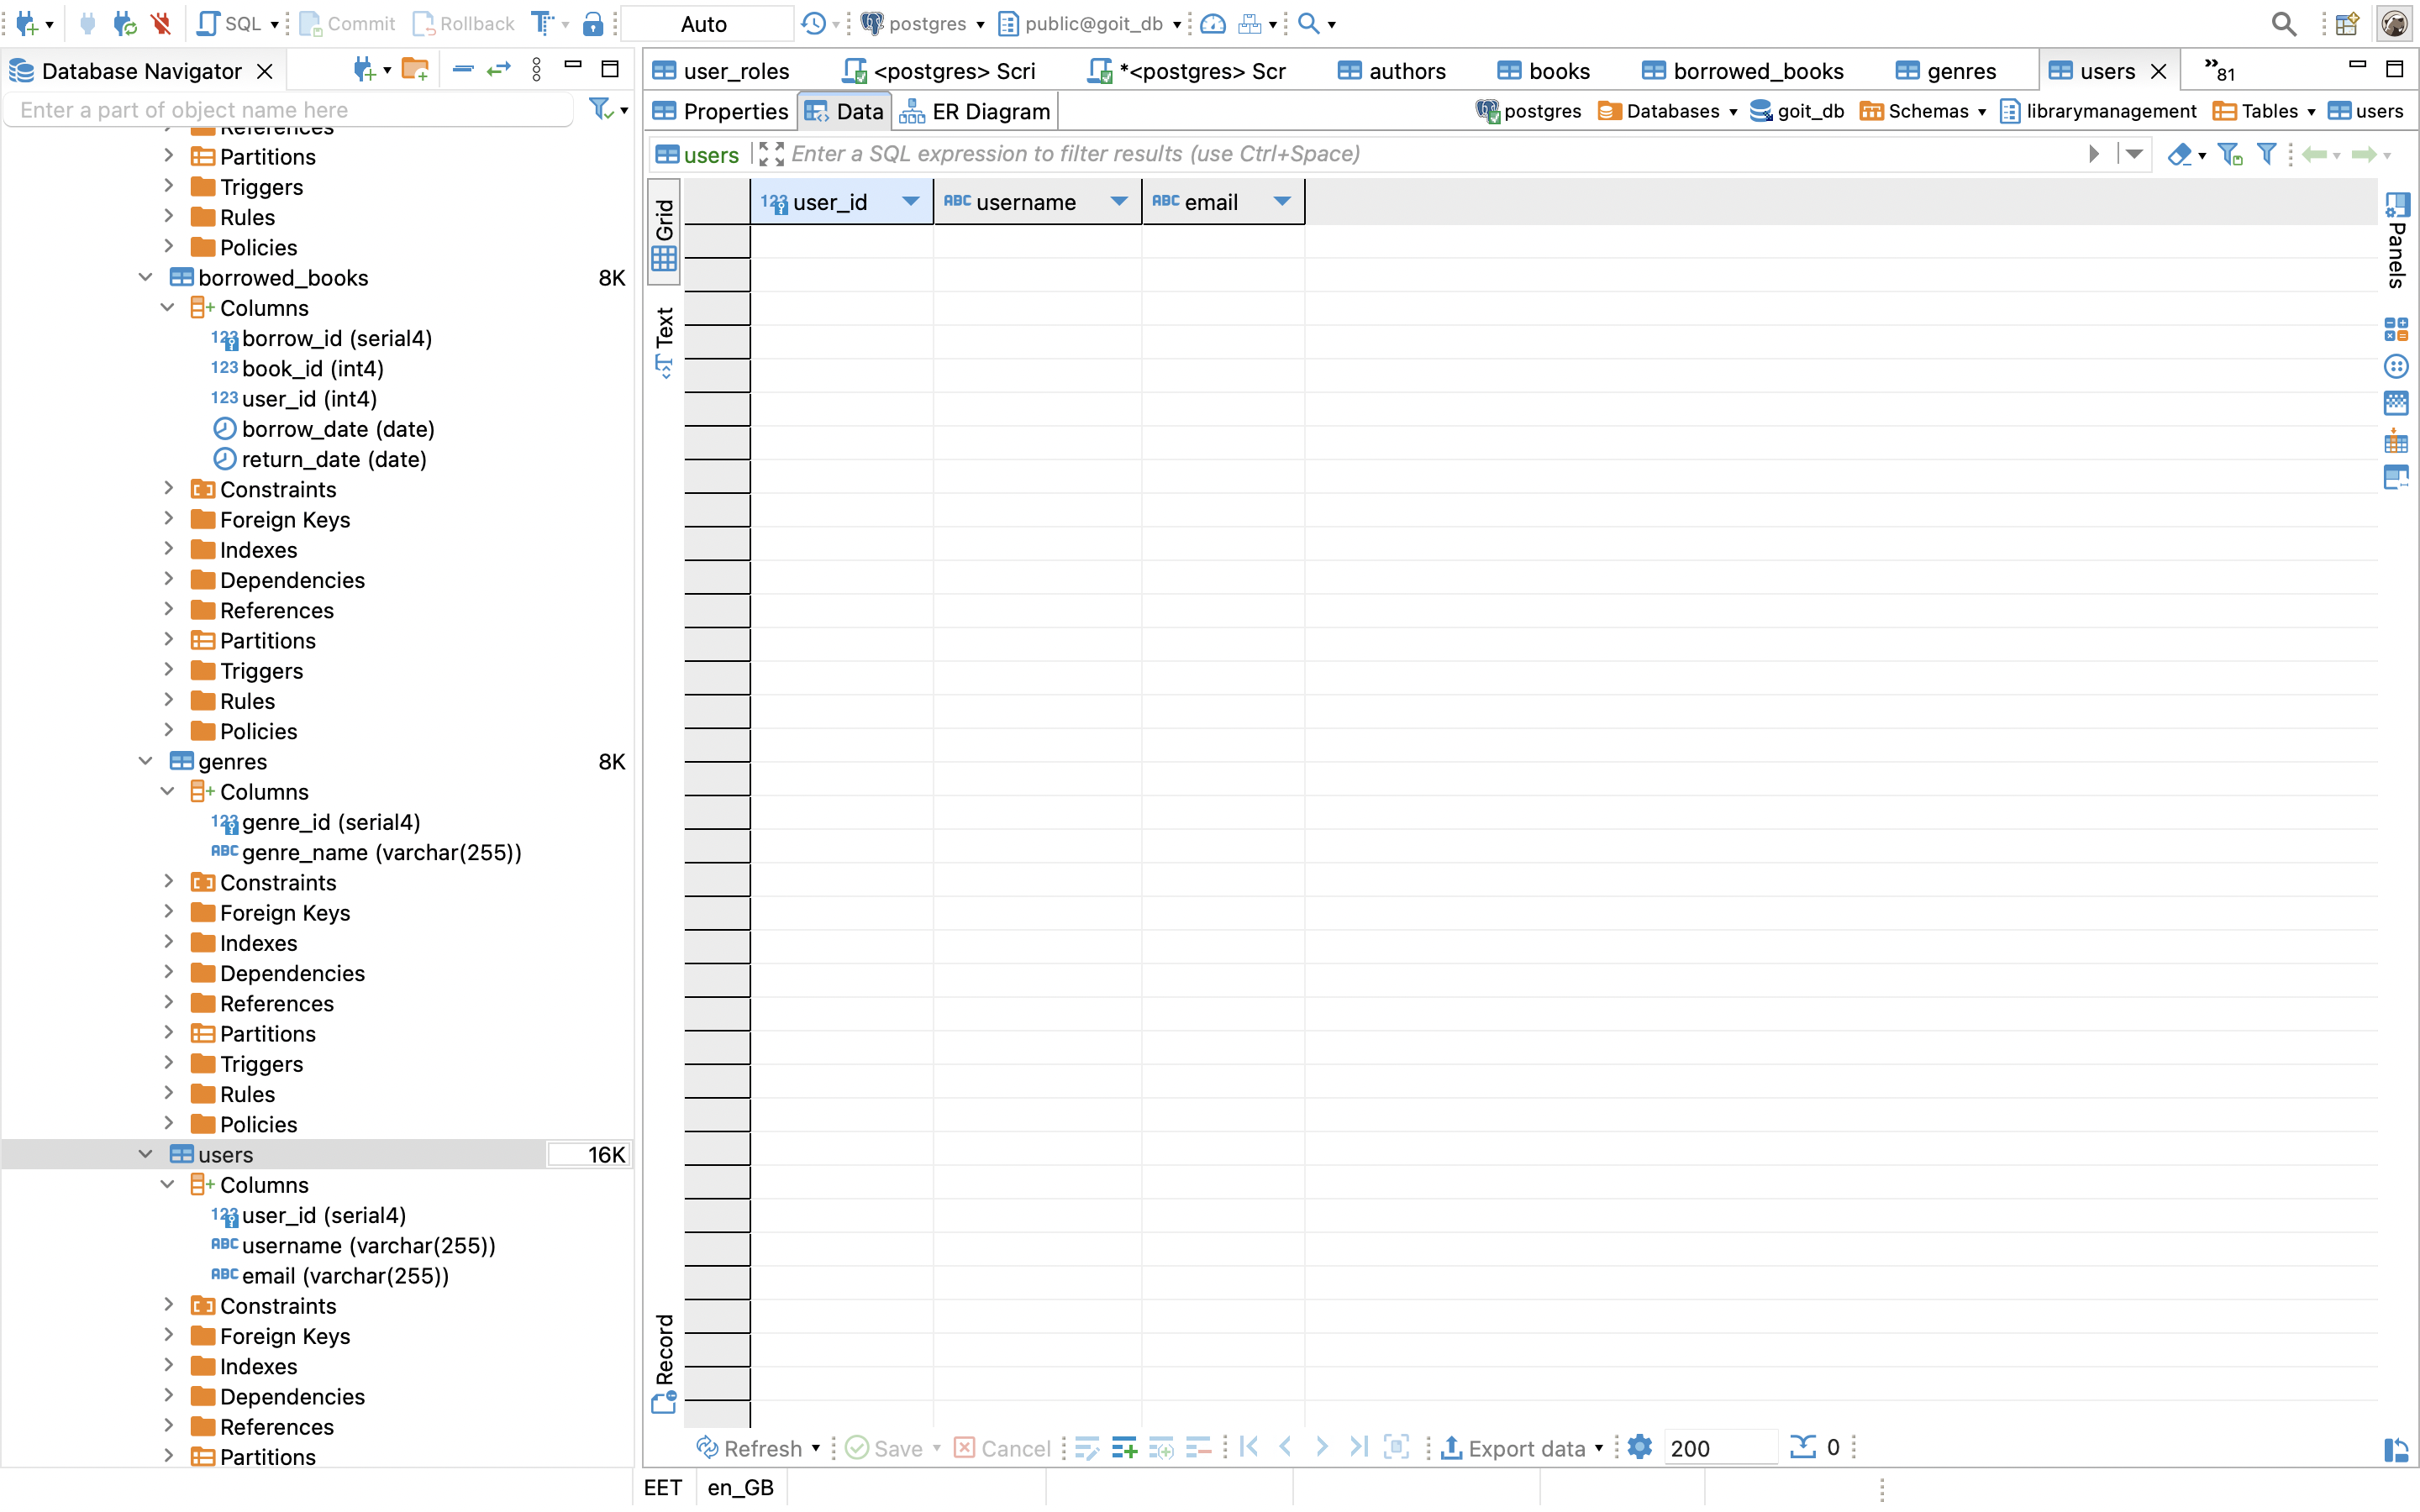 SQL Commit Rollback Auto postgres public@goit_db
Database Navigator
Enter a part of object name here
References
Partitions
Triggers
Rules
Policies
borrowed_books 8K
Columns
borrow_id (serial4)
book_id (int4)
user_id (int4)
borrow_date (date)
return_date (date)
Constraints
Foreign Keys
Indexes
Dependencies
References
Partitions
Triggers
Rules
Policies
genres 8K
Columns
genre_id (serial4)
genre_name (varchar(255))
Constraints
Foreign Keys
Indexes
Dependencies
References
Partitions
Triggers
Rules
Policies
users 16K
Columns
user_id (serial4)
username (varchar(255))
email (varchar(255))
Constraints
Foreign Keys
Indexes
Dependencies
References
Partitions
user_roles <postgres> Scri *<postgres> Scr authors books borrowed_books genres users »81
Properties Data ER Diagram postgres Databases goit_db Schemas librarymanagement Tables users
users Enter a SQL expression to filter results (use Ctrl+Space)
Grid
Text
Record
123 user_id ABC username ABC email
Panels
Refresh Save Cancel Export data 200 0
EET en_GB